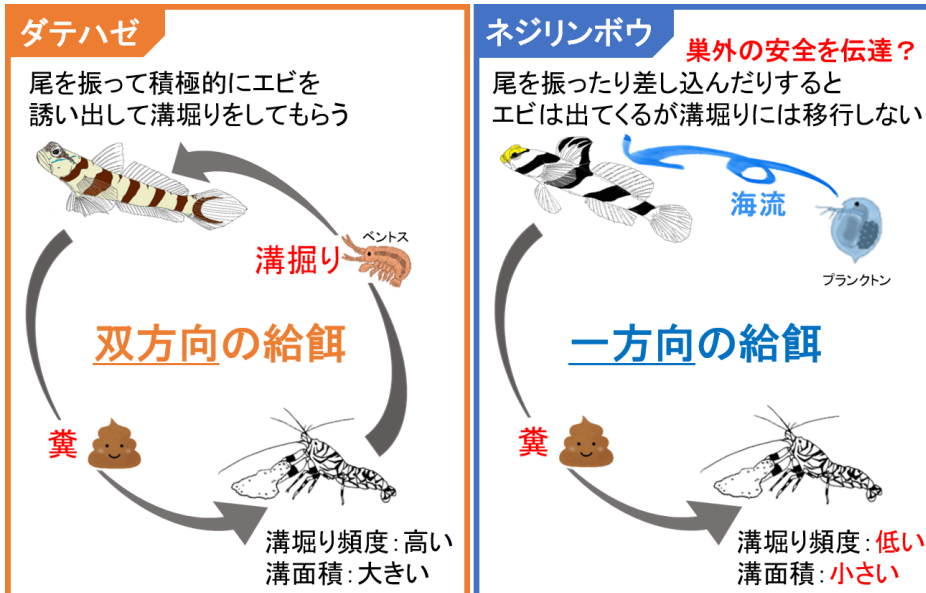 ダテハゼ
尾を振って積極的にエビを
誘い出して溝堀りをしてもらう
ベントス
溝掘り
双方向の給餌
糞
溝堀り頻度：高い
溝面積：大きい
ネジリンボウ
巣外の安全を伝達？
尾を振ったり差し込んだりすると
エビは出てくるが溝堀りには移行しない
海流
プランクトン
一方向の給餌
糞
溝堀り頻度：低い
溝面積：小さい